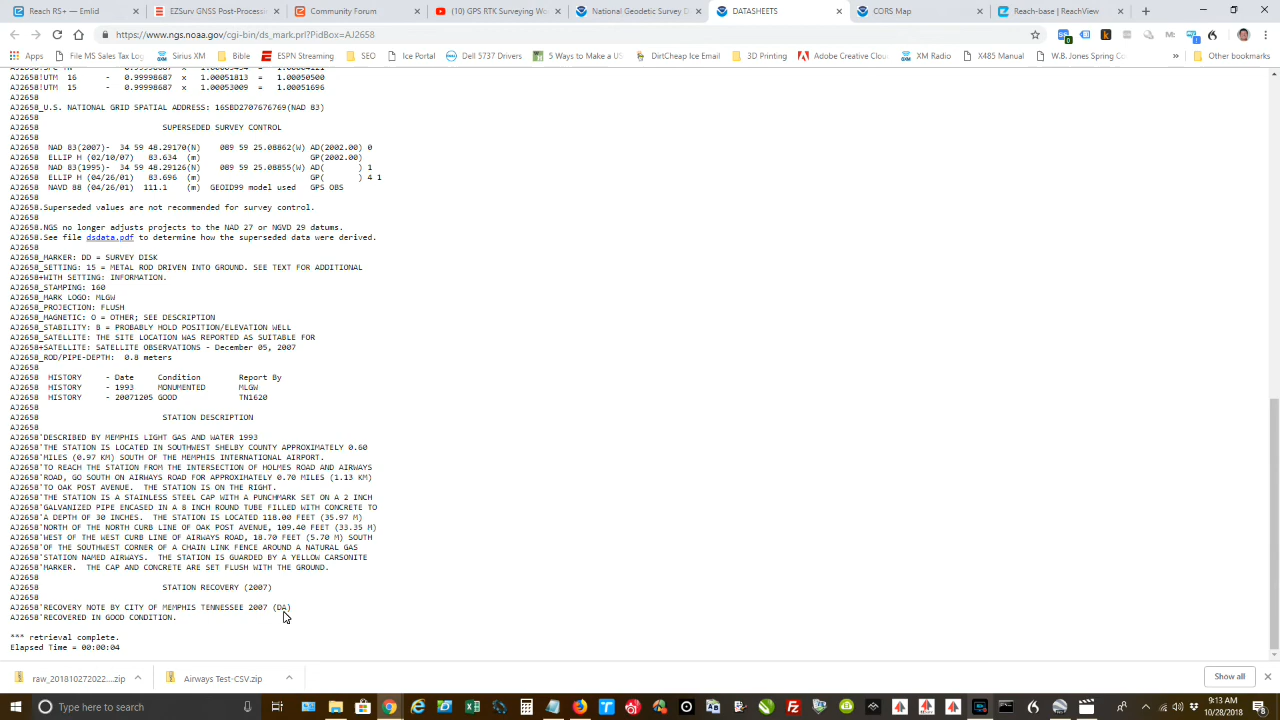 Reach RS+ — Emlid
EZSurv GNSS Post-Processi
Community Forum
(10) GPS RTK Surveying Wo
National Geodetic Survey D
DATASHEETS
CORS Map
Reach-base | ReachView
https://www.ngs.noaa.gov/cgi-bin/ds_mark.prl?PidBox=AJ2658
Apps
File MS Sales Tax Log
Sirius XM
Bible
ESPN Streaming
SEO
Ice Portal
Dell 5737 Drivers
5 Ways to Make a US
DirtCheap Ice Email
3D Printing
Adobe Creative Clou
XM Radio
X485 Manual
W.B. Jones Spring Co
Other bookmarks
AJ2658!UTM 16 - 0.99998687 x 1.00051813 = 1.00050500
AJ2658!UTM 15 - 0.99998687 x 1.00053009 = 1.00051696
AJ2658
AJ2658_U.S. NATIONAL GRID SPATIAL ADDRESS: 16SBD2707676769(NAD 83)
AJ2658
AJ2658 SUPERSEDED SURVEY CONTROL
AJ2658
AJ2658 NAD 83(2007)- 34 59 48.29170(N) 089 59 25.08862(W) AD(2002.00) 0
AJ2658 ELLIP H (02/10/07) 83.634 (m) GP(2002.00)
AJ2658 NAD 83(1995)- 34 59 48.29126(N) 089 59 25.08855(W) AD( ) 1
AJ2658 ELLIP H (04/26/01) 83.696 (m) GP( ) 4 1
AJ2658 NAVD 88 (04/26/01) 111.1 (m) GEOID99 model used GPS OBS
AJ2658
AJ2658.Superseded values are not recommended for survey control.
AJ2658
AJ2658.NGS no longer adjusts projects to the NAD 27 or NGVD 29 datums.
AJ2658.See file dsdata.pdf to determine how the superseded data were derived.
AJ2658
AJ2658_MARKER: DD = SURVEY DISK
AJ2658_SETTING: 15 = METAL ROD DRIVEN INTO GROUND. SEE TEXT FOR ADDITIONAL
AJ2658+WITH SETTING: INFORMATION.
AJ2658_STAMPING: 160
AJ2658_MARK LOGO: MLGW
AJ2658_PROJECTION: FLUSH
AJ2658_MAGNETIC: O = OTHER; SEE DESCRIPTION
AJ2658_STABILITY: B = PROBABLY HOLD POSITION/ELEVATION WELL
AJ2658_SATELLITE: THE SITE LOCATION WAS REPORTED AS SUITABLE FOR
AJ2658+SATELLITE: SATELLITE OBSERVATIONS - December 05, 2007
AJ2658_ROD/PIPE-DEPTH: 0.8 meters
AJ2658
AJ2658 HISTORY - Date Condition Report By
AJ2658 HISTORY - 1993 MONUMENTED MLGW
AJ2658 HISTORY - 20071205 GOOD TN1620
AJ2658
AJ2658 STATION DESCRIPTION
AJ2658
AJ2658'DESCRIBED BY MEMPHIS LIGHT GAS AND WATER 1993
AJ2658'THE STATION IS LOCATED IN SOUTHWEST SHELBY COUNTY APPROXIMATELY 0.60
AJ2658'MILES (0.97 KM) SOUTH OF THE MEMPHIS INTERNATIONAL AIRPORT.
AJ2658'TO REACH THE STATION FROM THE INTERSECTION OF HOLMES ROAD AND AIRWAYS
AJ2658'ROAD, GO SOUTH ON AIRWAYS ROAD FOR APPROXIMATELY 0.70 MILES (1.13 KM)
AJ2658'TO OAK POST AVENUE. THE STATION IS ON THE RIGHT.
AJ2658'THE STATION IS A STAINLESS STEEL CAP WITH A PUNCHMARK SET ON A 2 INCH
AJ2658'GALVANIZED PIPE ENCASED IN A 8 INCH ROUND TUBE FILLED WITH CONCRETE TO
AJ2658'A DEPTH OF 30 INCHES. THE STATION IS LOCATED 118.00 FEET (35.97 M)
AJ2658'NORTH OF THE NORTH CURB LINE OF OAK POST AVENUE, 109.40 FEET (33.35 M)
AJ2658'WEST OF THE WEST CURB LINE OF AIRWAYS ROAD, 18.70 FEET (5.70 M) SOUTH
AJ2658'OF THE SOUTHWEST CORNER OF A CHAIN LINK FENCE AROUND A NATURAL GAS
AJ2658'STATION NAMED AIRWAYS. THE STATION IS GUARDED BY A YELLOW CARSONITE
AJ2658'MARKER. THE CAP AND CONCRETE ARE SET FLUSH WITH THE GROUND.
AJ2658
AJ2658 STATION RECOVERY (2007)
AJ2658
AJ2658'RECOVERY NOTE BY CITY OF MEMPHIS TENNESSEE 2007 (DA)
AJ2658'RECOVERED IN GOOD CONDITION.
*** retrieval complete.
Elapsed Time = 00:00:04
raw_201810272022....zip
Airways Test-CSV.zip
Show all
Type here to search
9:13 AM
10/28/2018